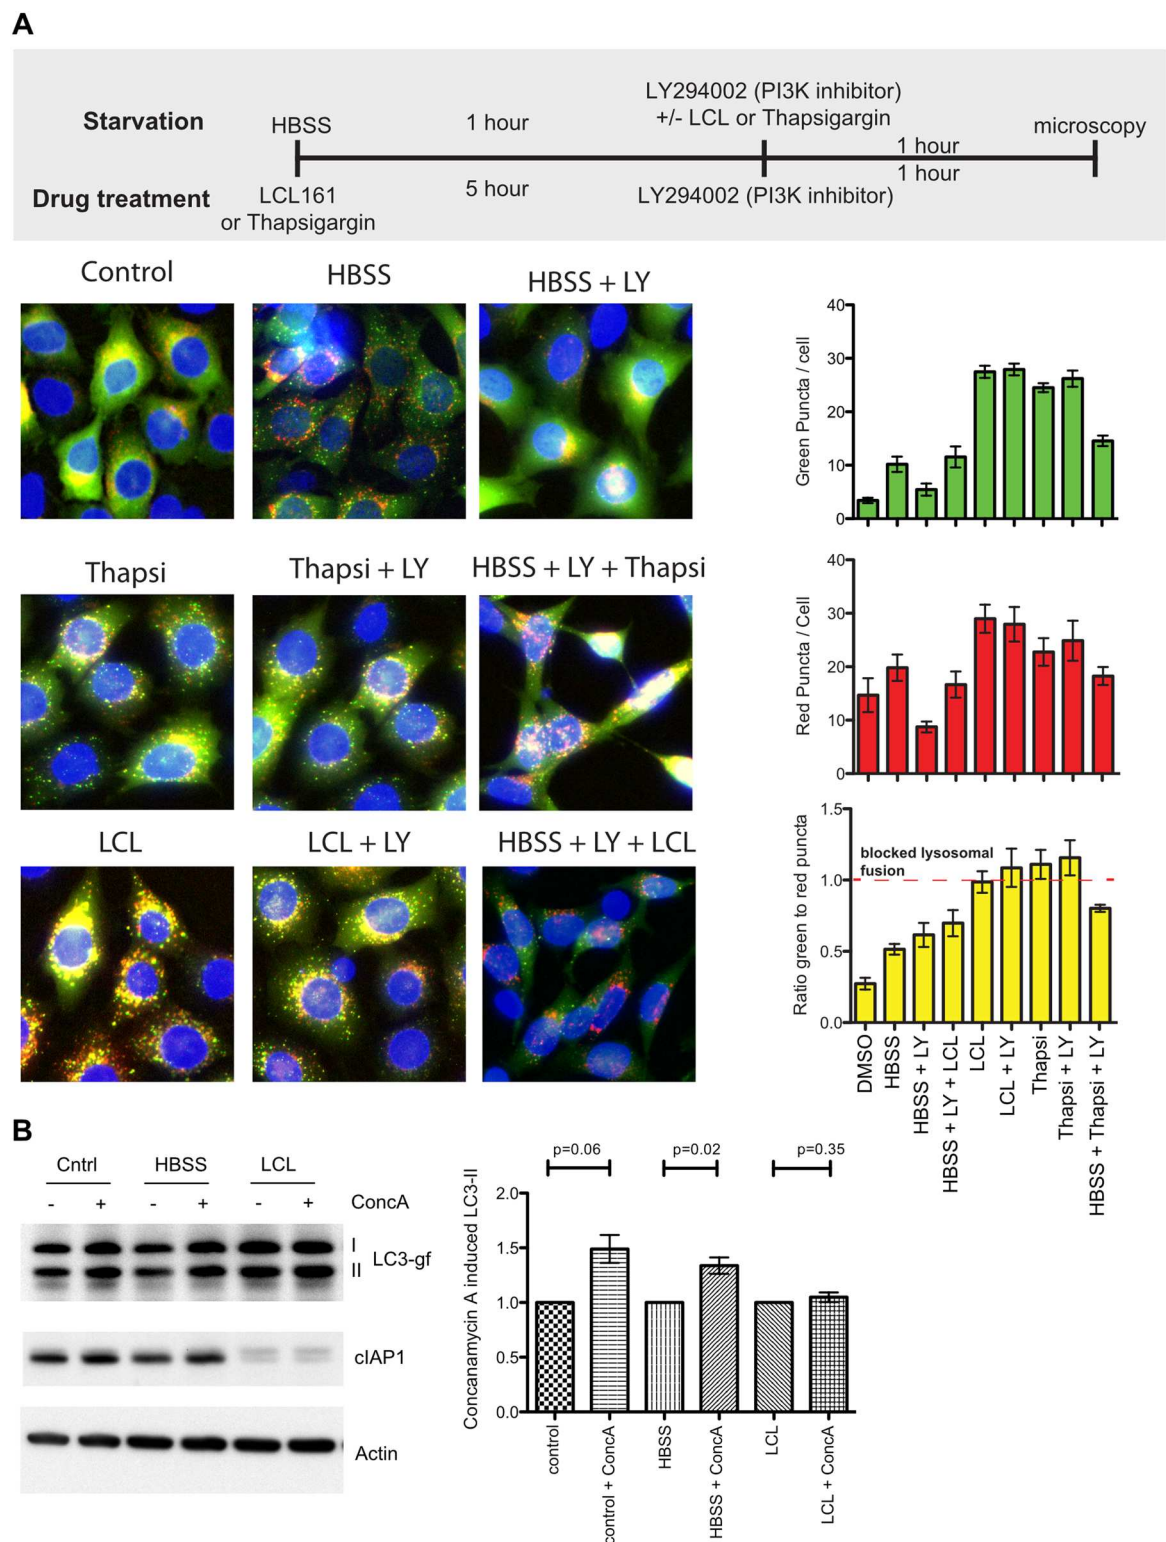 A
LY294002 (PI3K inhibitor)
+/- LCL or Thapsigargin
Starvation
HBSS
1 hour
microscopy
1 hour
1 hour
Drug treatment
LCL161
or Thapsigargin
5 hour
LY294002 (PI3K inhibitor)
Control
HBSS
HBSS + LY
Thapsi
Thapsi + LY
HBSS + LY + Thapsi
LCL
LCL + LY
HBSS + LY + LCL
40
30
20
10
0
Green Puncta / cell
40
30
20
10
0
Red Puncta / Cell
1.5
1.0
0.5
0.0
Ratio green to red puncta
blocked lysosomal
fusion
DMSO
HBSS
HBSS + LY
HBSS + LY + LCL
LCL
LCL + LY
Thapsi
Thapsi + LY
HBSS + Thapsi + LY
B
Cntrl
HBSS
LCL
- + - + - + ConcA
I
II
LC3-gf
cIAP1
Actin
p=0.06
p=0.02
p=0.35
2.0
1.5
1.0
0.5
0.0
Concanamycin A induced LC3-II
control
control + ConcA
HBSS
HBSS + ConcA
LCL
LCL + ConcA